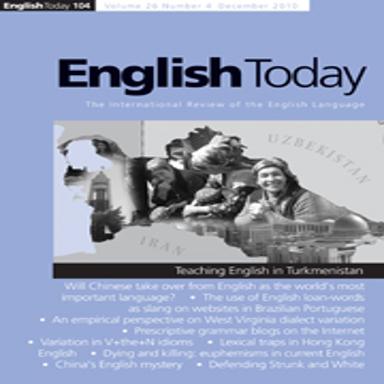 EnglishToday 104 Volume 26 Number 4 December 2010
EnglishToday
The International Review of the English Language
UZBEKISTAN
IRAN
Teaching English in Turkmenistan
Will Chinese take over from English as the world's most
important language? • The use of English loan-words
as slang on websites in Brazilian Portuguese
• An empirical perspective on West Virginia dialect variation
• Prescriptive grammar blogs on the Internet
• Variation in V+the+N idioms • Lexical traps in Hong Kong
English • Dying and killing: euphemisms in current English
• China's English mystery • Defending Strunk and White